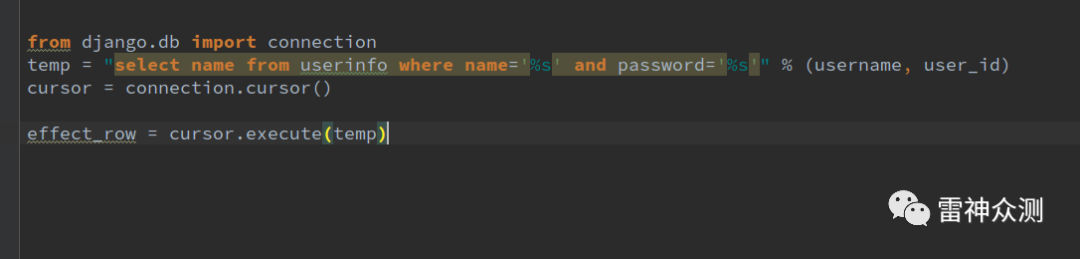 from django.db import connection
temp = "select name from userinfo where name='%s' and password='%s'" % (username, user_id)
cursor = connection.cursor()
effect_row = cursor.execute(temp)
雷神众测